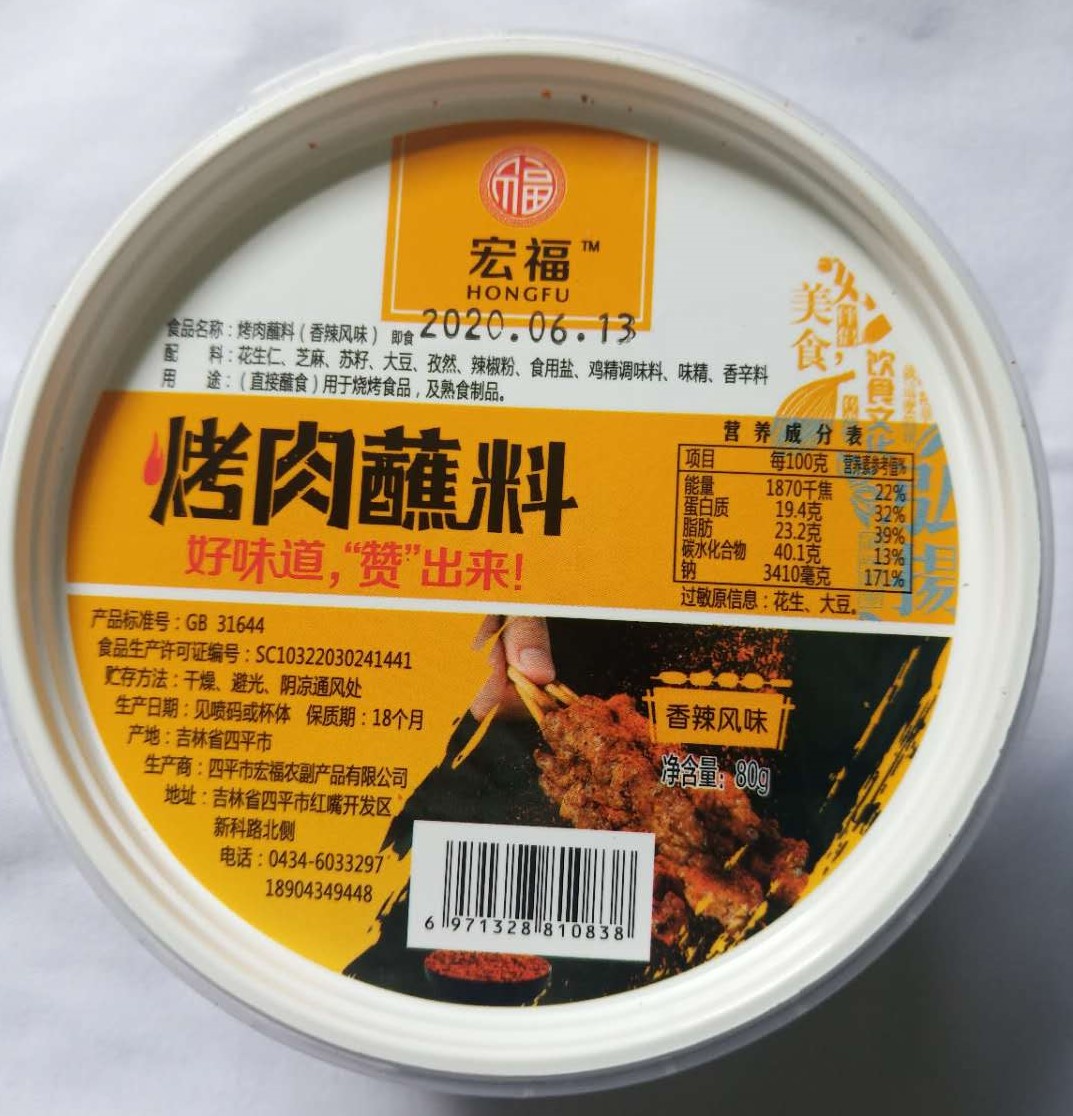 福
宏福™
HONGFU
2020.06.13
食品名称：烤肉蘸料（香辣风味） 即食
配 料：花生仁、芝麻、苏籽、大豆、孜然、辣椒粉、食用盐、鸡精调味料、味精、香辛料
用 途：（直接蘸食）用于烧烤食品，及熟食制品。
美食，
饮食文化
烤肉蘸料
好味道，“赞”出来！
营养成分表
项目 每100克 营养素参考值%
能量 1870千焦 22%
蛋白质 19.4克 32%
脂肪 23.2克 39%
碳水化合物 40.1克 13%
钠 3410毫克 171%
过敏原信息：花生、大豆。
产品标准号：GB 31644
食品生产许可证编号：SC10322030241441
贮存方法：干燥、避光、阴凉通风处
生产日期：见喷码或杯体 保质期：18个月
产地：吉林省四平市
生产商：四平市宏福农副产品有限公司
地址：吉林省四平市红嘴开发区
新科路北侧
电话：0434-6033297
18904349448
香辣风味
净含量：80g
6 971328 810838